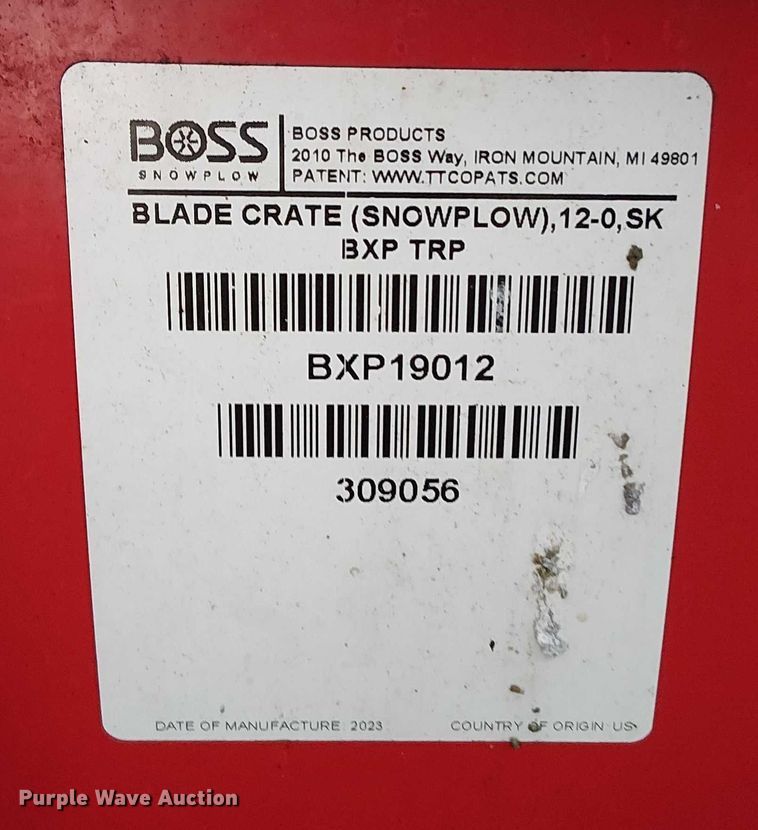 BOSS
SNOWPLOW
BOSS PRODUCTS
2010 The BOSS Way, IRON MOUNTAIN, MI 49801
PATENT: WWW.TTCOPATS.COM
BLADE CRATE (SNOWPLOW),12-0,SK
BXP TRP
BXP19012
309056
DATE OF MANUFACTURE: 2023
COUNTRY OF ORIGIN: US
Purple Wave Auction